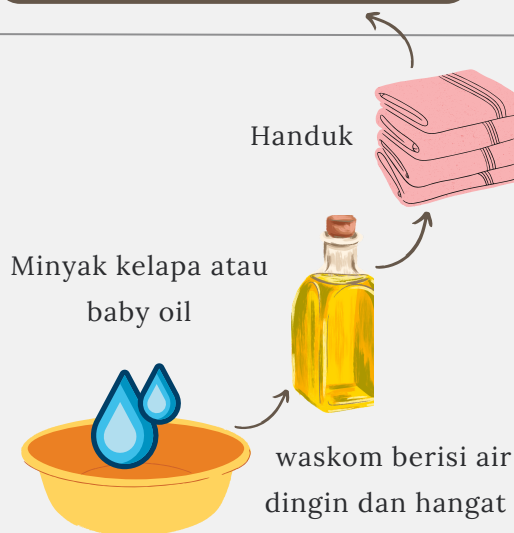 Handuk
Minyak kelapa atau
baby oil
waskom berisi air
dingin dan hangat